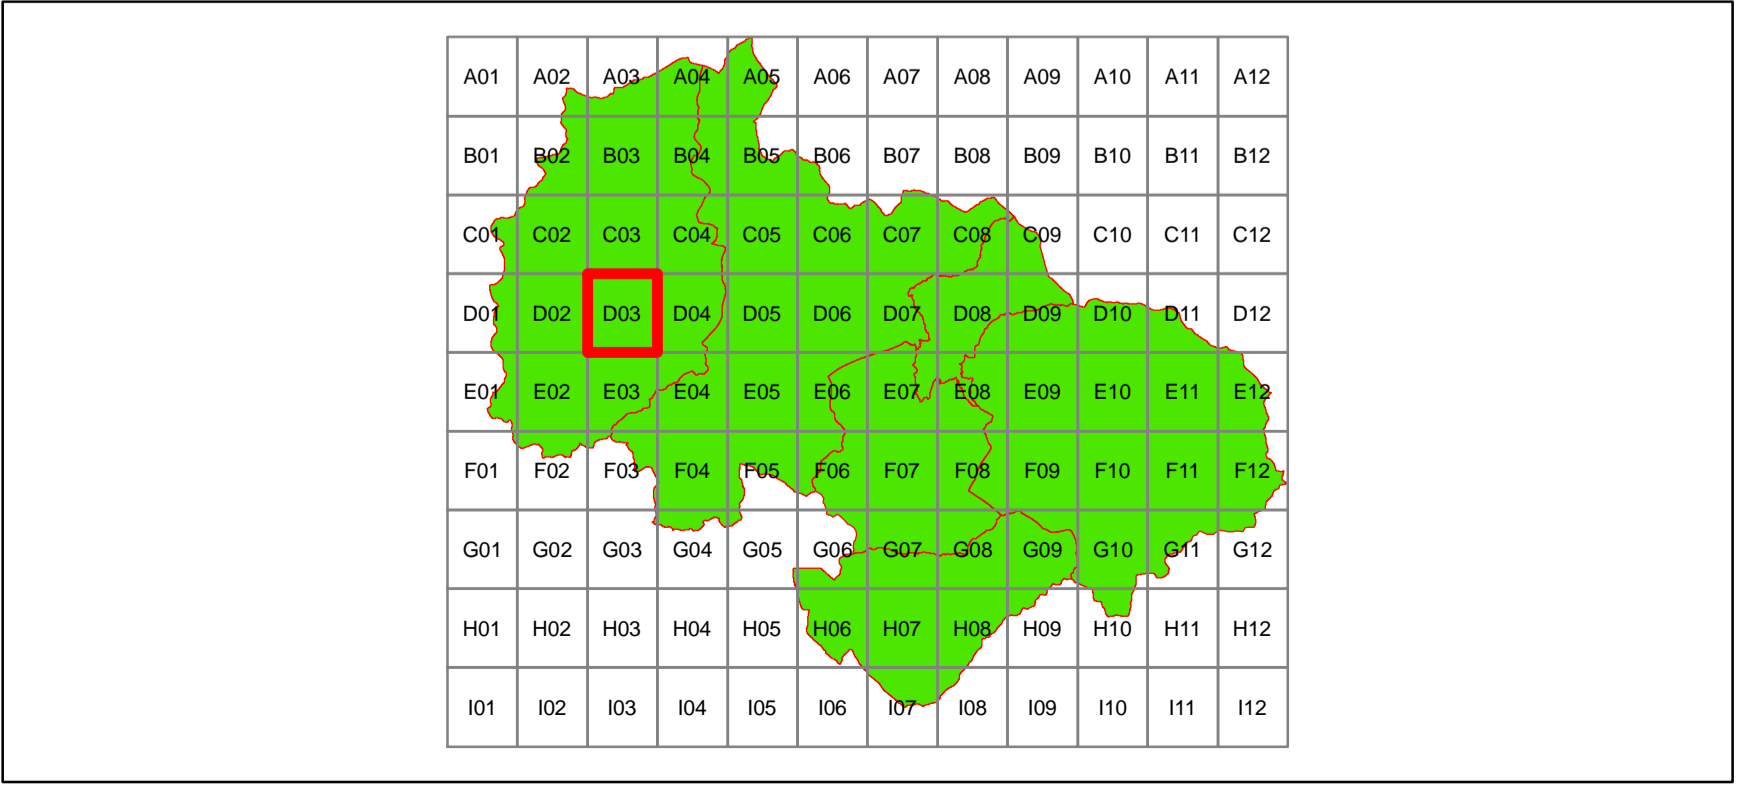 A01 A02 A03 A04 A05 A06 A07 A08 A09 A10 A11 A12
B01 B02 B03 B04 B05 B06 B07 B08 B09 B10 B11 B12
C01 C02 C03 C04 C05 C06 C07 C08 C09 C10 C11 C12
D01 D02 D03 D04 D05 D06 D07 D08 D09 D10 D11 D12
E01 E02 E03 E04 E05 E06 E07 E08 E09 E10 E11 E12
F01 F02 F03 F04 F05 F06 F07 F08 F09 F10 F11 F12
G01 G02 G03 G04 G05 G06 G07 G08 G09 G10 G11 G12
H01 H02 H03 H04 H05 H06 H07 H08 H09 H10 H11 H12
I01 I02 I03 I04 I05 I06 I07 I08 I09 I10 I11 I12